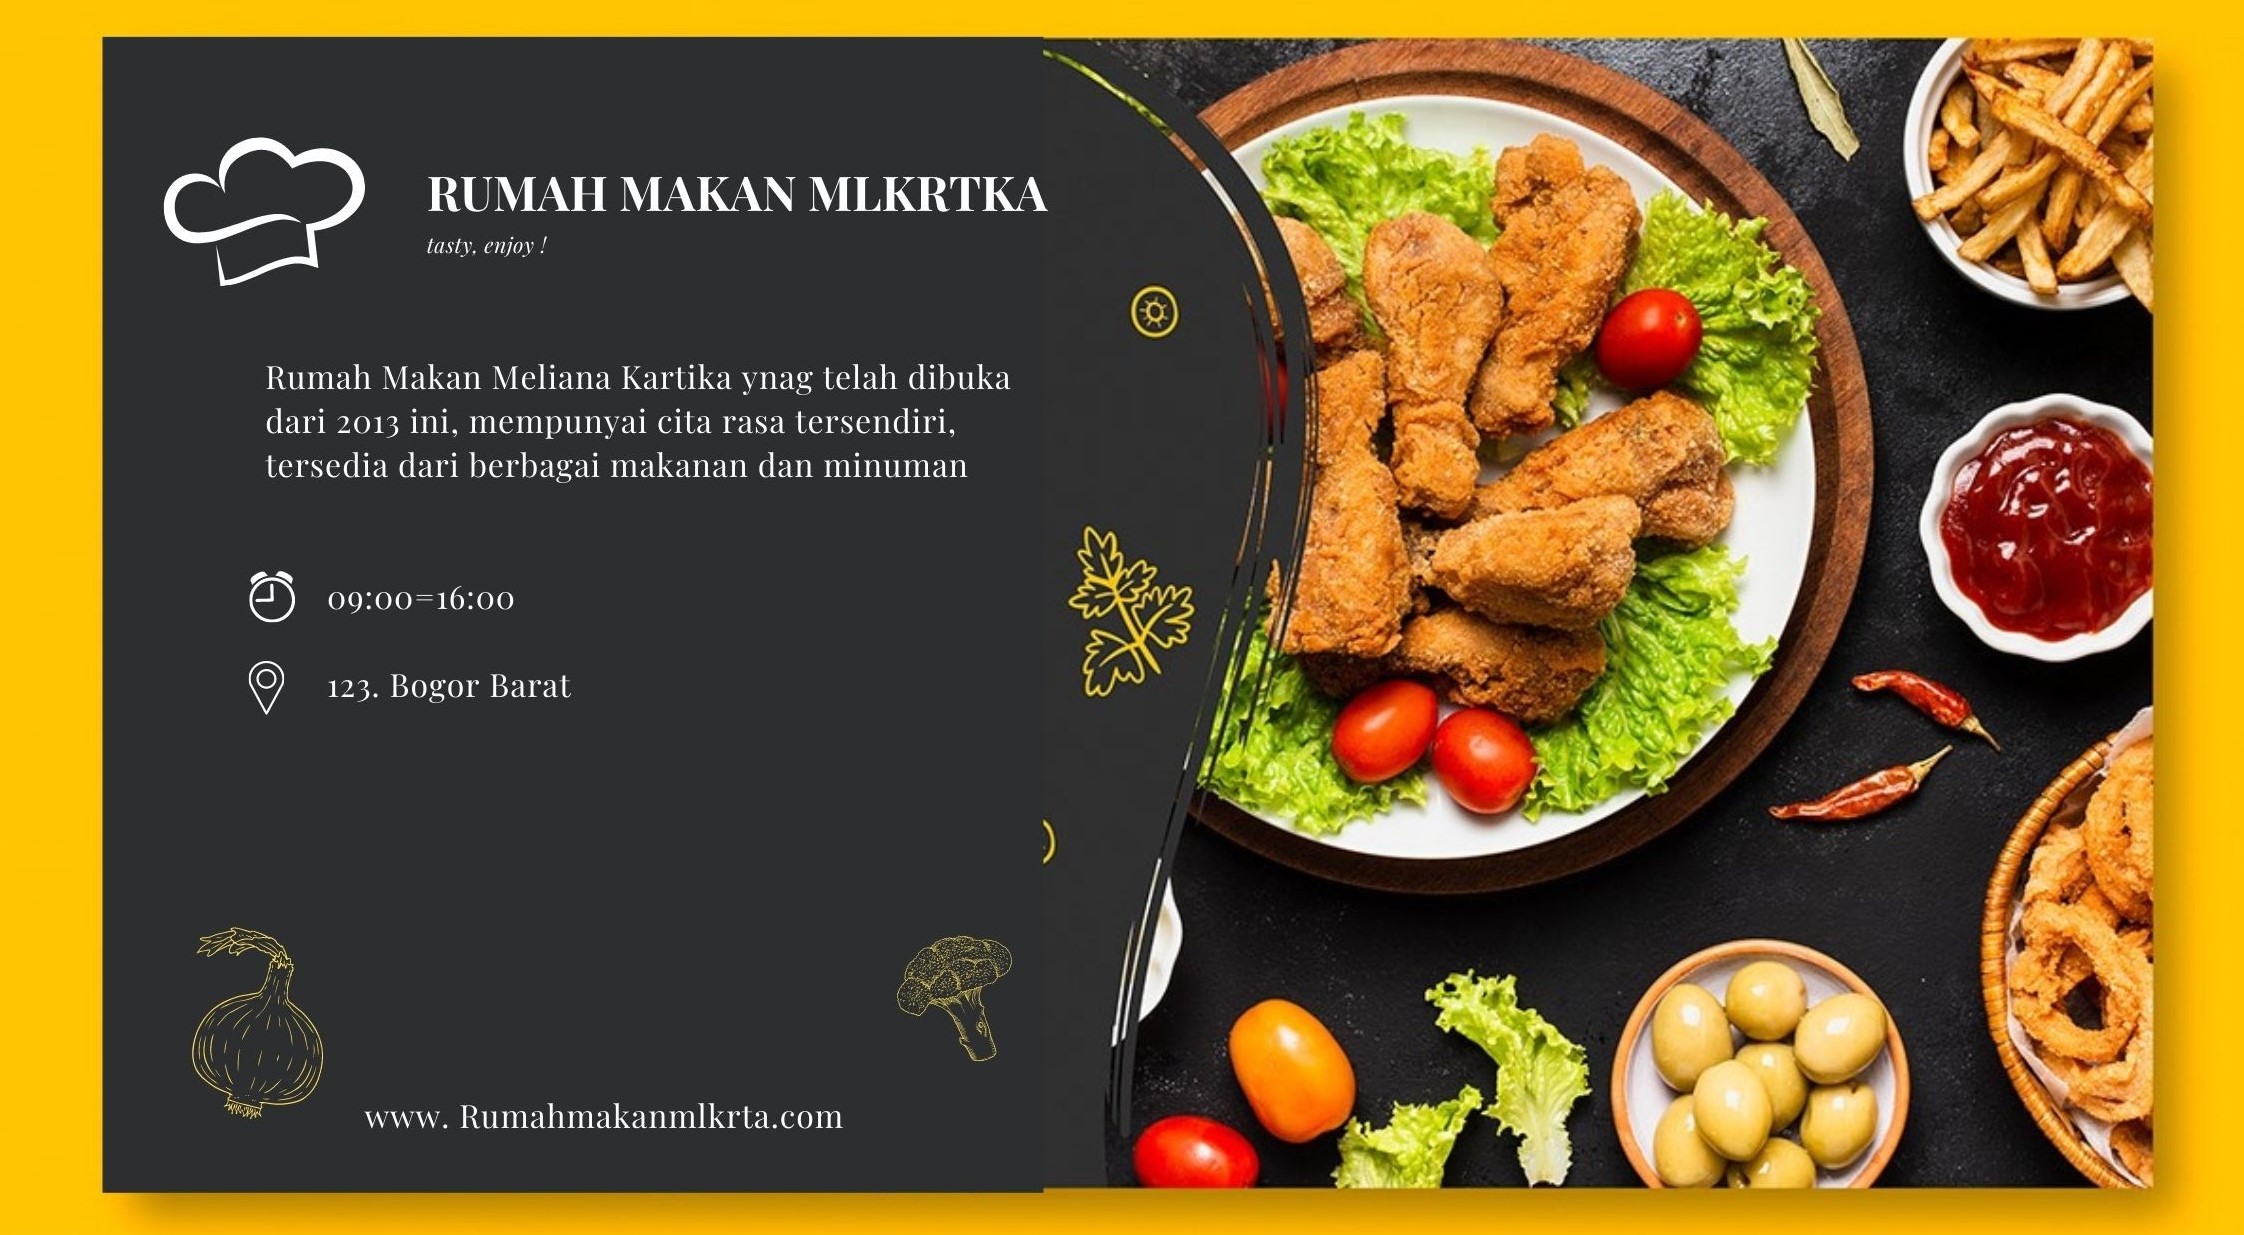 RUMAH MAKAN MLKRTKA
tasty, enjoy !
Rumah Makan Meliana Kartika ynag telah dibuka
dari 2013 ini, mempunyai cita rasa tersendiri,
tersedia dari berbagai makanan dan minuman
09:00=16:00
123. Bogor Barat
www. Rumahmakanmlkrta.com